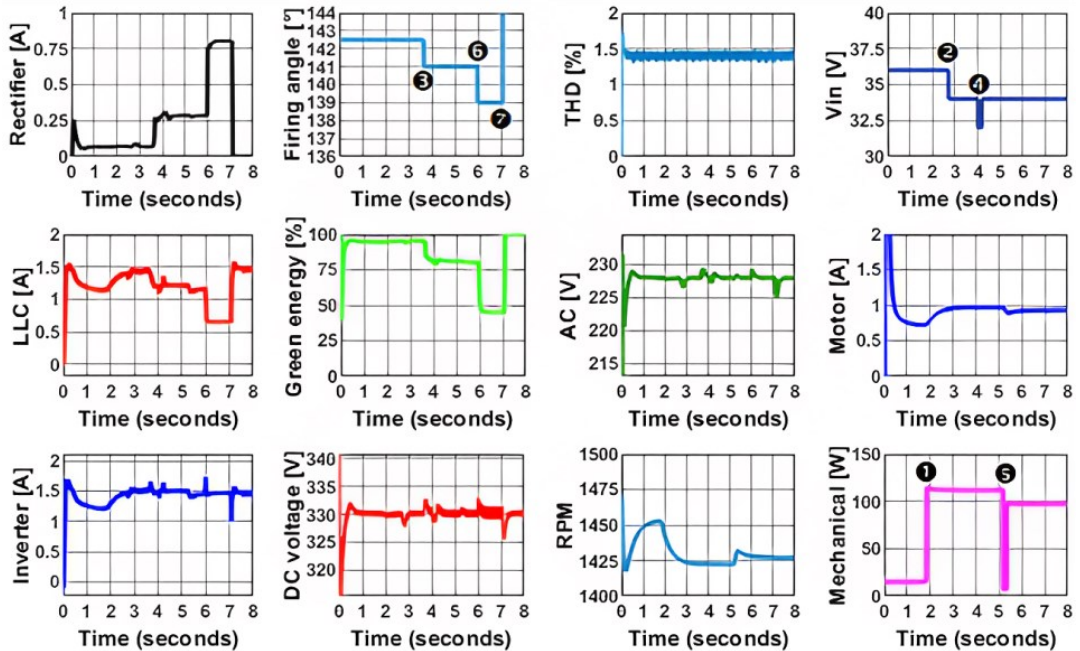 Rectifier [A]
1
0.75
0.5
0.25
0
0 1 2 3 4 5 6 7 8
Time (seconds)
Firing angle [°]
144
143
142
141
140
139
138
137
136
3
6
7
0 1 2 3 4 5 6 7 8
Time (seconds)
THD [%]
2
1.5
1
0.5
0
0 1 2 3 4 5 6 7 8
Time (seconds)
Vin [V]
40
37.5
35
32.5
30
2
4
0 1 2 3 4 5 6 7 8
Time (seconds)
LLC [A]
2
1.5
1
0.5
0
0 1 2 3 4 5 6 7 8
Time (seconds)
Green energy [%]
100
75
50
25
0
0 1 2 3 4 5 6 7 8
Time (seconds)
AC [V]
230
225
220
215
0 1 2 3 4 5 6 7 8
Time (seconds)
Motor [A]
2
1
0.5
0
0 1 2 3 4 5 6 7 8
Time (seconds)
Inverter [A]
2
1.5
1
0.5
0
0 1 2 3 4 5 6 7 8
Time (seconds)
DC voltage [V]
340
335
330
325
320
0 1 2 3 4 5 6 7 8
Time (seconds)
RPM
1500
1475
1450
1425
1400
0 1 2 3 4 5 6 7 8
Time (seconds)
Mechanical [W]
150
100
50
0
1
5
0 1 2 3 4 5 6 7 8
Time (seconds)